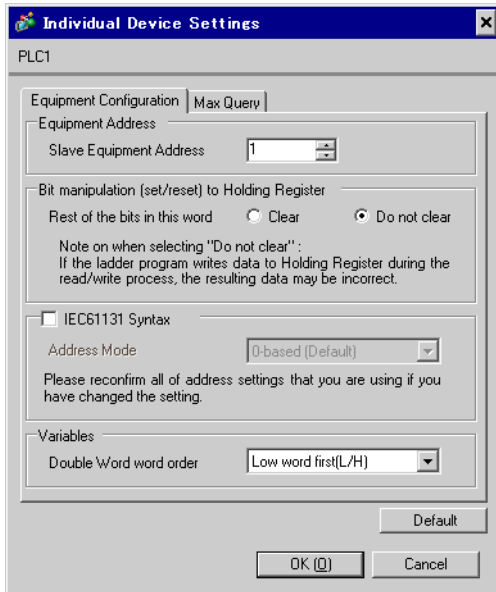 Individual Device Settings
PLC1
Equipment Configuration Max Query
Equipment Address
Slave Equipment Address 1
Bit manipulation (set/reset) to Holding Register
Rest of the bits in this word Clear Do not clear
Note on when selecting "Do not clear" :
If the ladder program writes data to Holding Register during the
read/write process, the resulting data may be incorrect.
IEC61131 Syntax
Address Mode 0-based (Default)
Please reconfirm all of address settings that you are using if you
have changed the setting.
Variables
Double Word word order Low word first(L/H)
Default
OK (O) Cancel